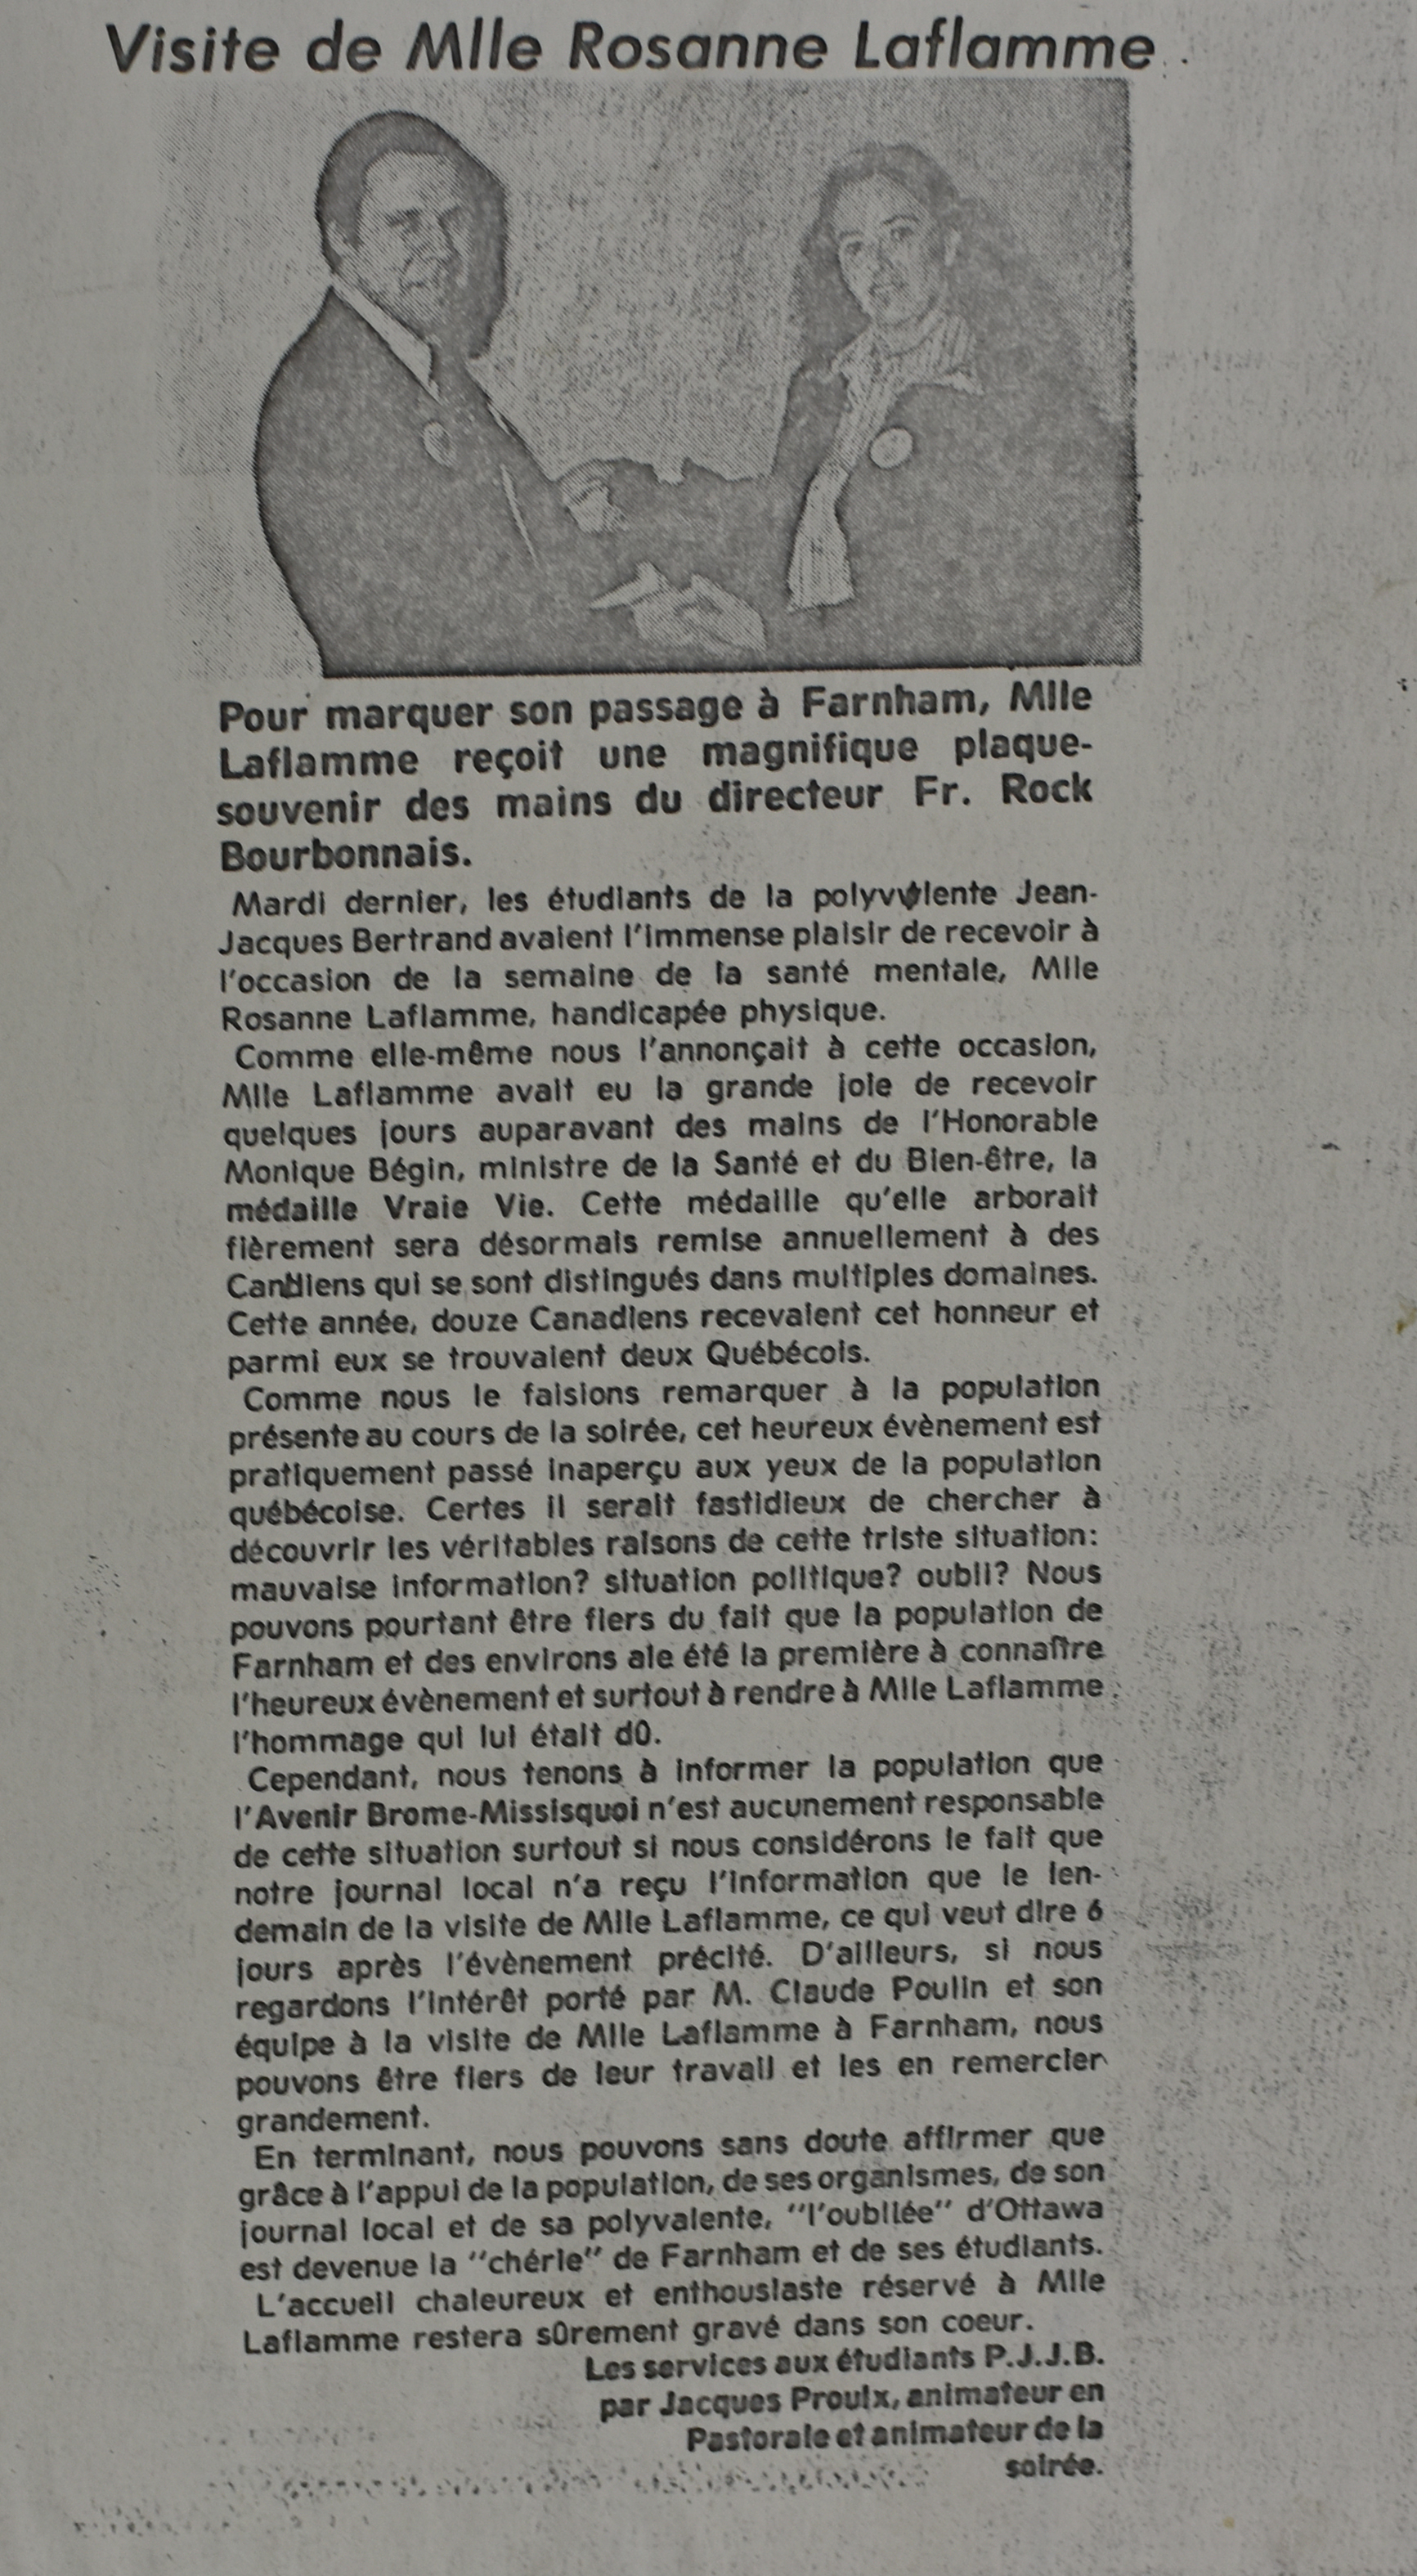 Visite de Mlle Rosanne Laflamme
Pour marquer son passage à Farnham, Mlle
Laflamme reçoit une magnifique plaque-
souvenir des mains du directeur Fr. Rock
Bourbonnais.
Mardi dernier, les étudiants de la polyvalente Jean-
Jacques Bertrand avaient l'immense plaisir de recevoir à
l'occasion de la semaine de la santé mentale, Mlle
Rosanne Laflamme, handicapée physique.
Comme elle-même nous l'annonçait à cette occasion,
Mlle Laflamme avait eu la grande joie de recevoir
quelques jours auparavant des mains de l'Honorable
Monique Bégin, ministre de la Santé et du Bien-être, la
médaille Vraie Vie. Cette médaille qu'elle arborait
fièrement sera désormais remise annuellement à des
Candiens qui se sont distingués dans multiples domaines.
Cette année, douze Canadiens recevaient cet honneur et
parmi eux se trouvaient deux Québécois.
Comme nous le faisions remarquer à la population
présente au cours de la soirée, cet heureux évènement est
pratiquement passé inaperçu aux yeux de la population
québécoise. Certes il serait fastidieux de chercher à
découvrir les véritables raisons de cette triste situation:
mauvaise information? situation politique? oubli? Nous
pouvons pourtant être fiers du fait que la population de
Farnham et des environs aie été la première à connaître
l'heureux évènement et surtout à rendre à Mlle Laflamme
l'hommage qui lui était dû.
Cependant, nous tenons à informer la population que
l'Avenir Brome-Missisquoi n'est aucunement responsable
de cette situation surtout si nous considérons le fait que
notre journal local n'a reçu l'information que le len-
demain de la visite de Mlle Laflamme, ce qui veut dire 6
jours après l'évènement précité. D'ailleurs, si nous
regardons l'intérêt porté par M. Claude Poulin et son
équipe à la visite de Mlle Laflamme à Farnham, nous
pouvons être fiers de leur travail et les en remercier
grandement.
En terminant, nous pouvons sans doute affirmer que
grâce à l'appui de la population, de ses organismes, de son
journal local et de sa polyvalente, "l'oubliée" d'Ottawa
est devenue la "chérie" de Farnham et de ses étudiants.
L'accueil chaleureux et enthousiaste réservé à Mlle
Laflamme restera sûrement gravé dans son coeur.
Les services aux étudiants P.J.J.B.
par Jacques Proulx, animateur en
Pastorale et animateur de la
soirée.